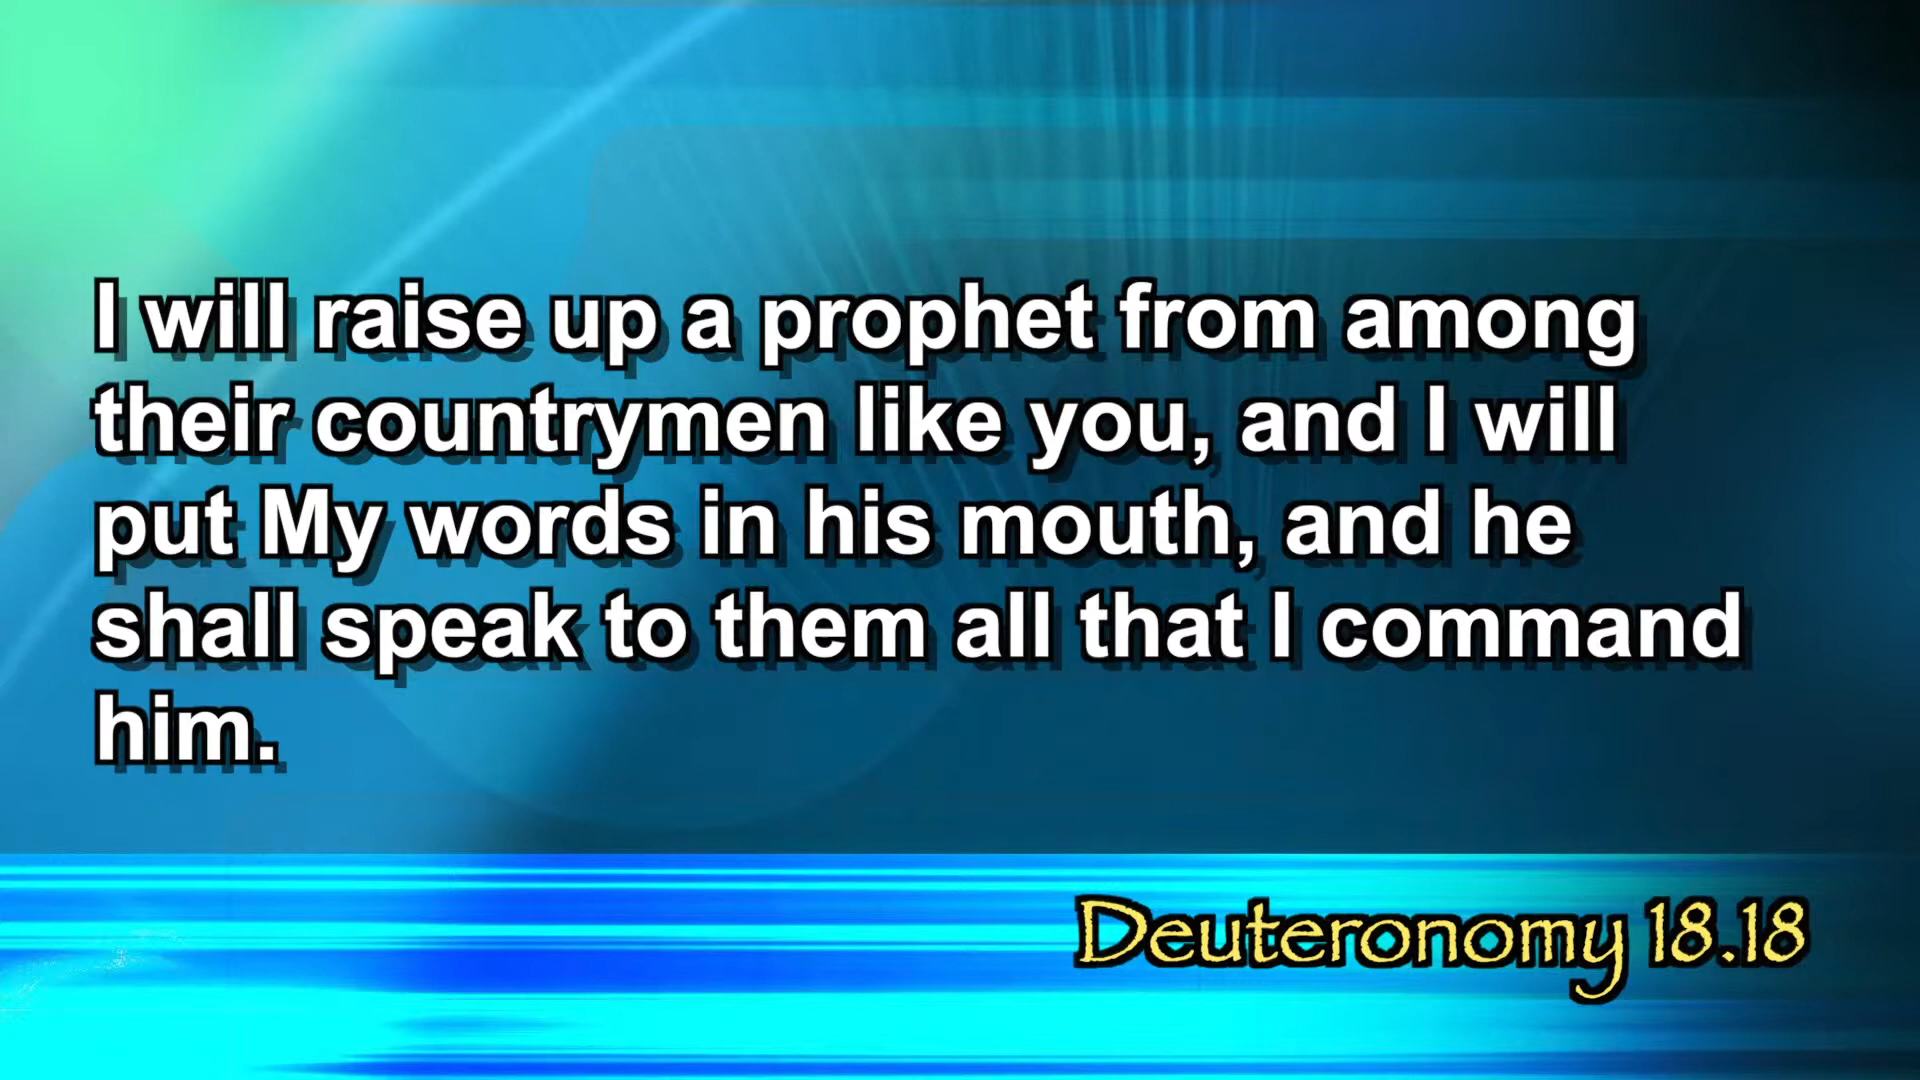 I will raise up a prophet from among
their countrymen like you, and I will
put My words in his mouth, and he
shall speak to them all that I command
him.
Deuteronomy 18.18